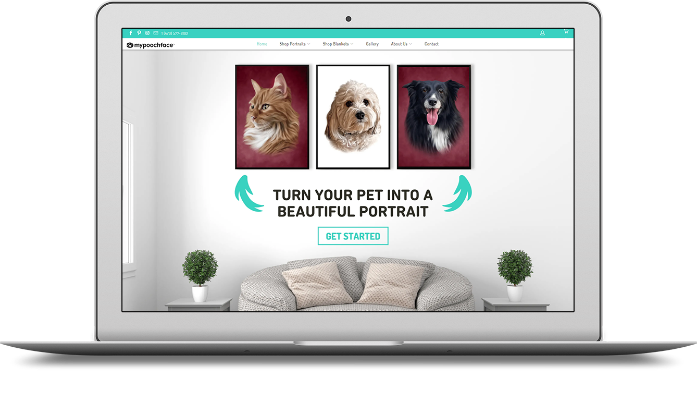 mypoochface
Home
Shop Portraits
Shop Blankets
Gallery
About Us
Contact
TURN YOUR PET INTO A
BEAUTIFUL PORTRAIT
GET STARTED